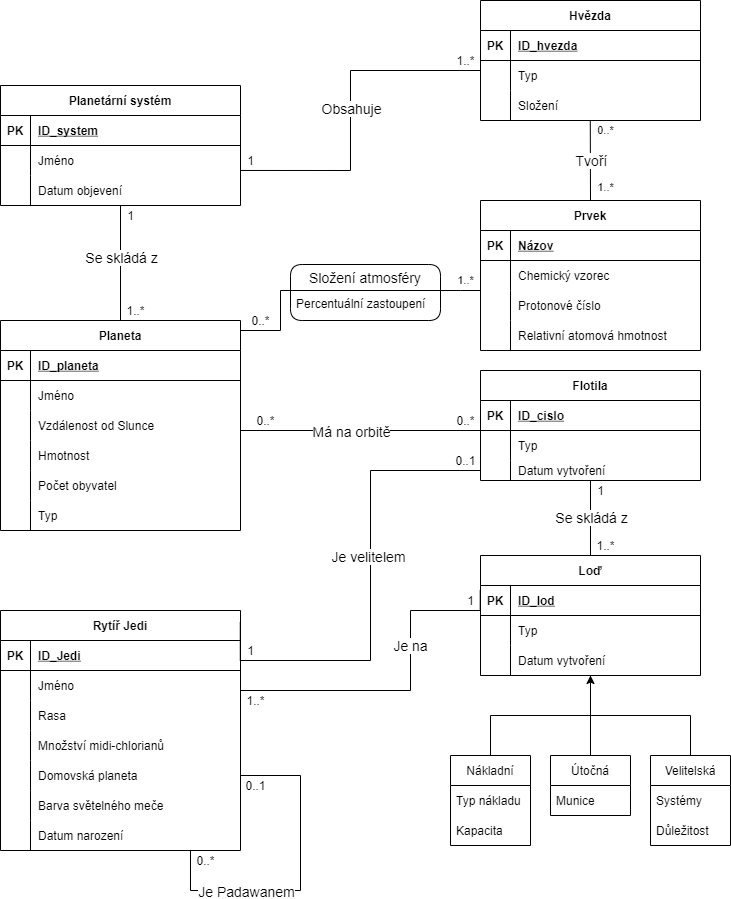 Hvězda
PK ID_hvezda
Typ
Složení
1..*
0..*
Obsahuje
1
Planetární systém
PK ID_system
Jméno
Datum objevení
1
Se skládá z
1..*
Tvoří
1..*
Prvek
PK Názov
Chemický vzorec
Protonové číslo
Relativní atomová hmotnost
Složení atmosféry
Percentuální zastoupení
1..*
0..*
Planeta
PK ID_planeta
Jméno
Vzdálenost od Slunce
Hmotnost
Počet obyvatel
Typ
0..*
Má na orbitě
0..*
Flotila
PK ID_cislo
Typ
Datum vytvoření
0..1
Je velitelem
1
1
Se skládá z
1..*
Loď
PK ID_lod
Typ
Datum vytvoření
1
Je na
1..*
Rytíř Jedi
PK ID_Jedi
Jméno
Rasa
Množství midi-chlorianů
Domovská planeta
Barva světelného meče
Datum narození
0..1
0..*
Je Padawanem
Nákladní
Typ nákladu
Kapacita
Útočná
Munice
Velitelská
Systémy
Důležitost